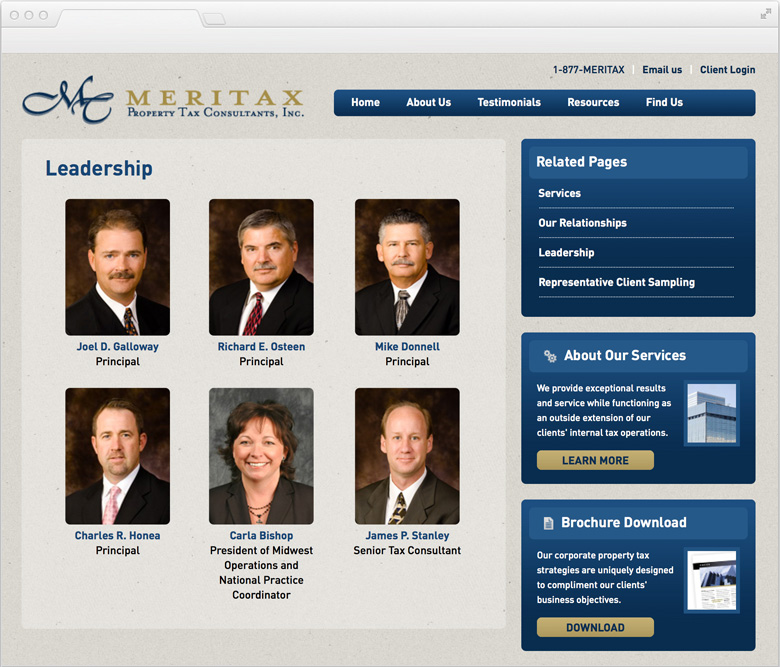 1-877-MERITAX
Email us
Client Login
MERITAX
PROPERTY TAX CONSULTANTS, INC.
Home
About Us
Testimonials
Resources
Find Us
Leadership
Joel D. Galloway
Principal
Richard E. Osteen
Principal
Mike Donnell
Principal
Charles R. Honea
Principal
Carla Bishop
President of Midwest
Operations and
National Practice
Coordinator
James P. Stanley
Senior Tax Consultant
Related Pages
Services
Our Relationships
Leadership
Representative Client Sampling
About Our Services
We provide exceptional results
and service while functioning as
an outside extension of our
clients' internal tax operations.
LEARN MORE
Brochure Download
Our corporate property tax
strategies are uniquely designed
to compliment our clients'
business objectives.
DOWNLOAD